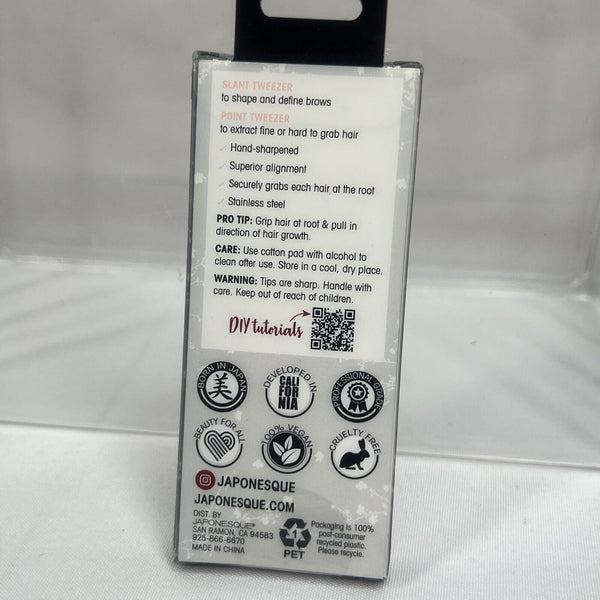 SLANT TWEEZER
to shape and define brows
POINT TWEEZER
to extract fine or hard to grab hair
Hand-sharpened
Superior alignment
Securely grabs each hair at the root
Stainless steel
PRO TIP: Grip hair at root & pull in
direction of hair growth.
CARE: Use cotton pad with alcohol to
clean after use. Store in a cool, dry place.
WARNING: Tips are sharp. Handle with
care. Keep out of reach of children.
DIY tutorials
BORN IN JAPAN
美
DEVELOPED IN
CALI
FOR
NIA
PROFESSIONAL GRADE
BEAUTY FOR ALL
100% VEGAN
CRUELTY FREE
JAPONESQUE
JAPONESQUE.COM
DIST. BY
JAPONESQUE®
SAN RAMON, CA 94583
925-866-6670
MADE IN CHINA
1
PET
Packaging is 100%
post-consumer
recycled plastic.
Please recycle.